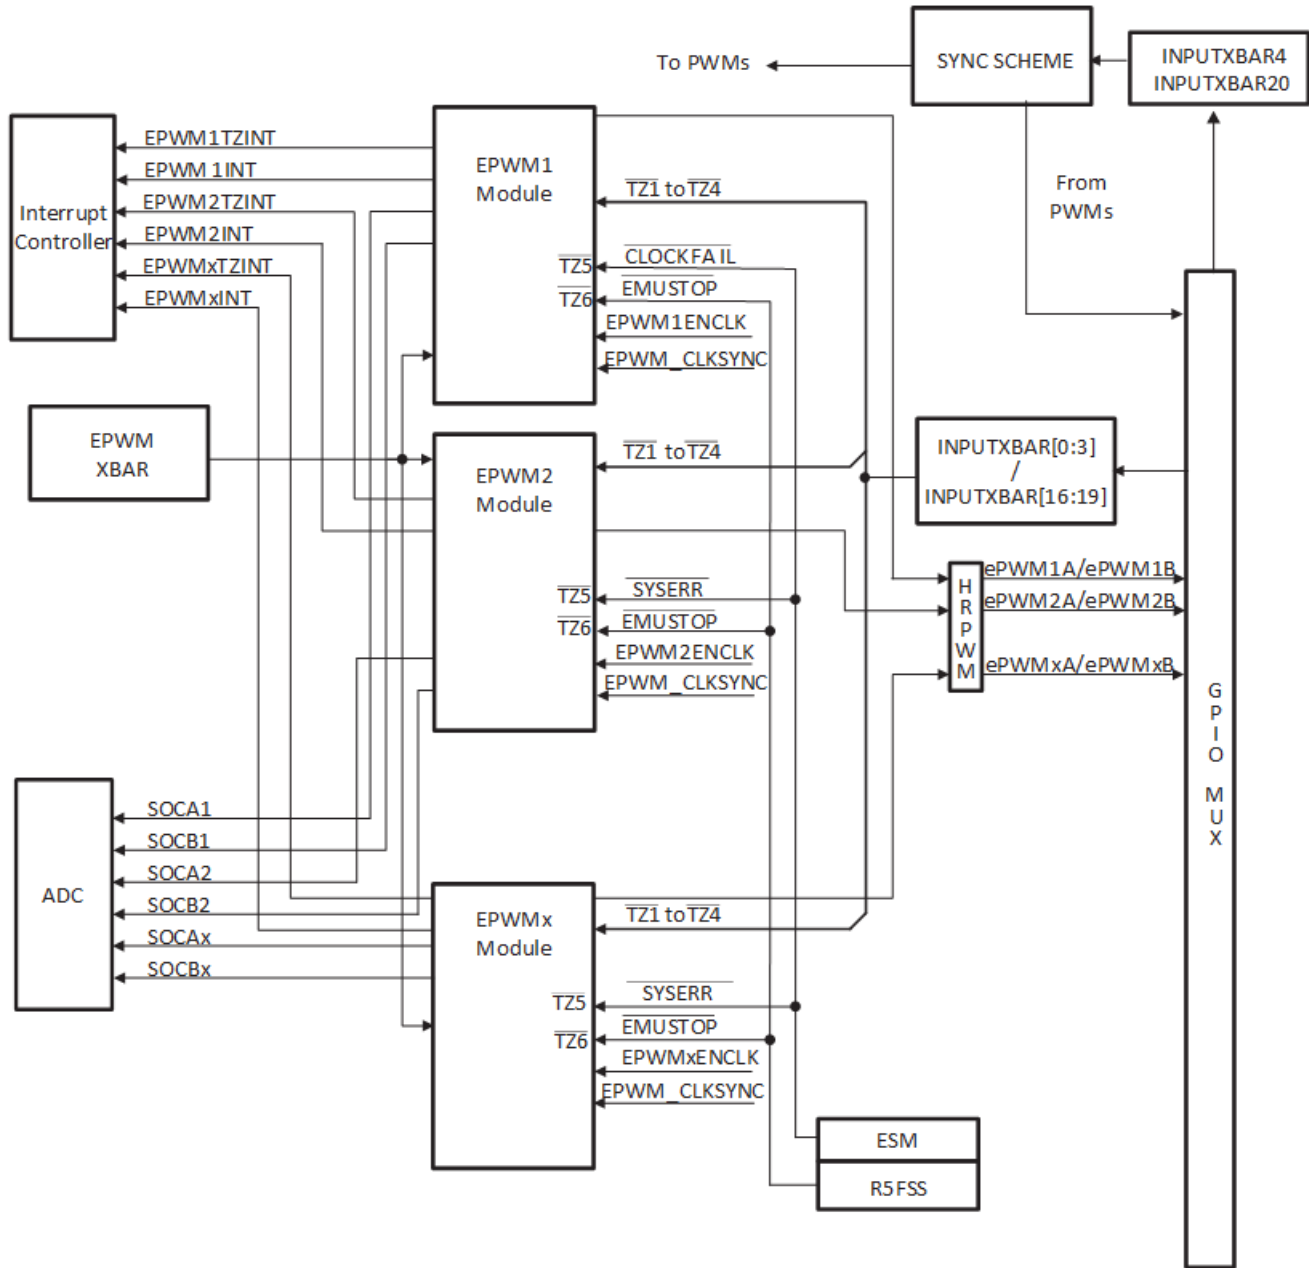 SYNC SCHEME
INPUTXBAR4
INPUTXBAR20
To PWMs
From
PWMs
Interrupt
Controller
EPWM1TZINT
EPWM1INT
EPWM2TZINT
EPWM2INT
EPWMxTZINT
EPWMxINT
EPWM1
Module
TZ1 to TZ4
TZ5
CLOCKFAIL
TZ6
EMUSTOP
EPWM1ENCLK
EPWM_CLKSYNC
EPWM
XBAR
EPWM2
Module
TZ1 to TZ4
TZ5
SYSERR
TZ6
EMUSTOP
EPWM2ENCLK
EPWM_CLKSYNC
INPUTXBAR[0:3]
/
INPUTXBAR[16:19]
HRPWM
ePWM1A/ePWM1B
ePWM2A/ePWM2B
ePWMxA/ePWMxB
GPIO MUX
ADC
SOCA1
SOCB1
SOCA2
SOCB2
SOCAx
SOCBx
EPWMx
Module
TZ1 to TZ4
TZ5
SYSERR
TZ6
EMUSTOP
EPWMxENCLK
EPWM_CLKSYNC
ESM
R5FSS